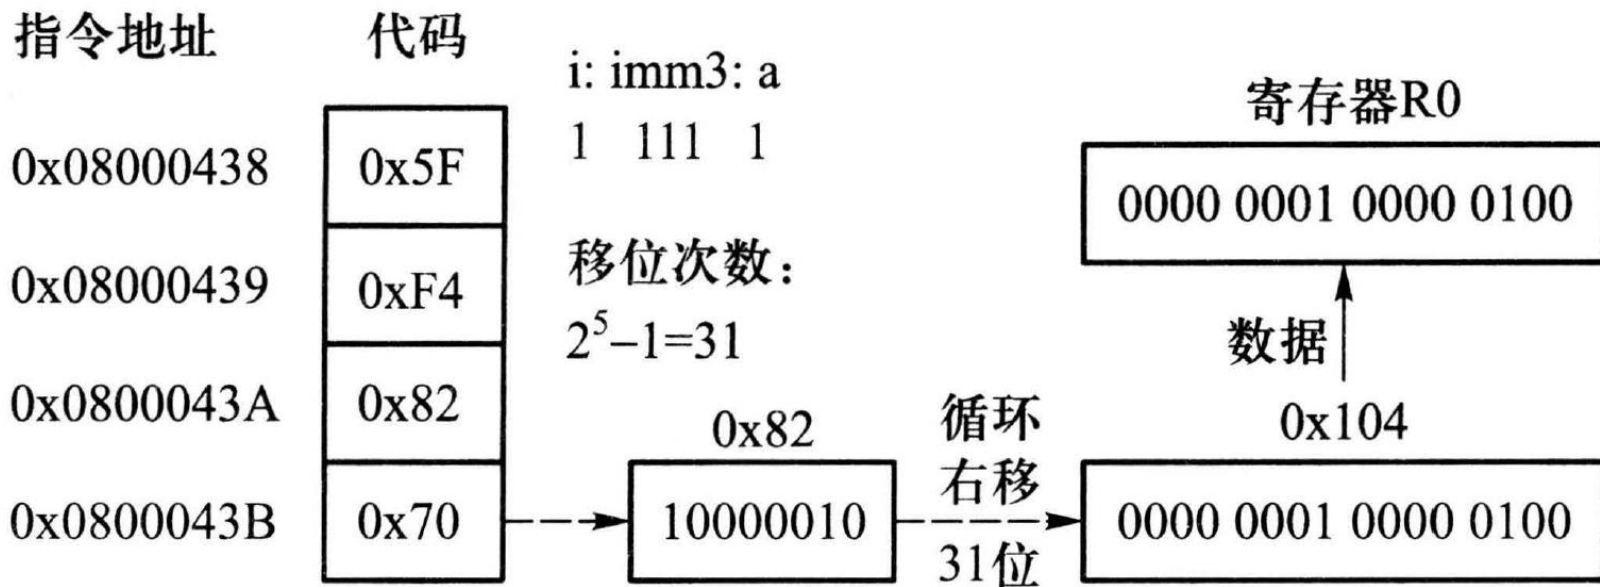 指令地址 代码
i: imm3: a
1 111 1
寄存器R0
0x08000438 0x5F
0000 0001 0000 0100
移位次数：
0x08000439 0xF4
2⁵–1=31
数据
0x0800043A 0x82
0x82
循环
右移
0x104
0x0800043B 0x70
10000010
0000 0001 0000 0100
31位